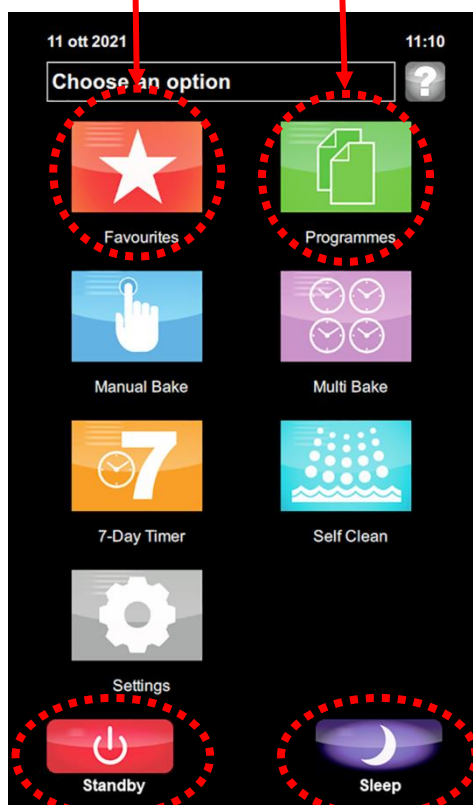 11 ott 2021 11:10
Choose an option ?
Favourites Programmes
Manual Bake Multi Bake
7
7-Day Timer Self Clean
Settings
Standby Sleep